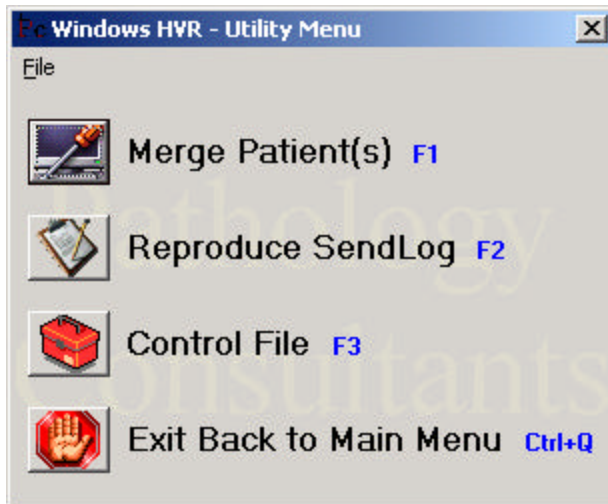 Windows HVR - Utility Menu
File
Merge Patient(s) F1
Pathology
Reproduce SendLog F2
Control File F3
Consultants
Exit Back to Main Menu Ctrl+Q